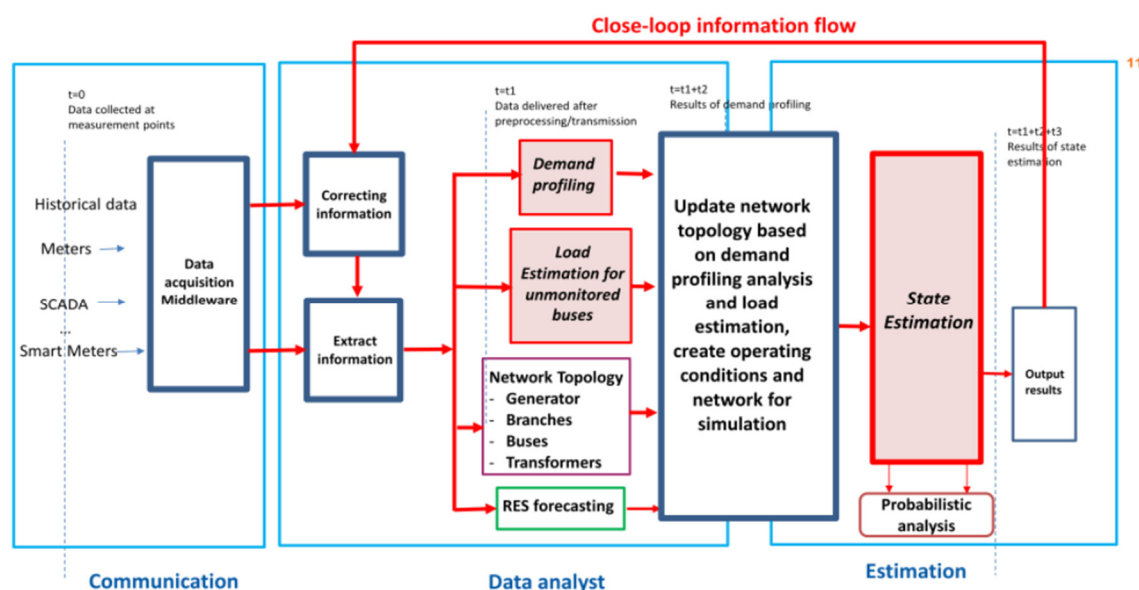 Close-loop information flow
11
t=0
Data collected at
measurement points
t=t1
Data delivered after
preprocessing/transmission
t=t1+t2
Results of demand profiling
t=t1+t2+t3
Results of state
estimation
Historical data
Meters
SCADA
...
Smart Meters
Data
acquisition
Middleware
Correcting
information
Extract
information
Demand
profiling
Load
Estimation for
unmonitored
buses
Network Topology
- Generator
- Branches
- Buses
- Transformers
RES forecasting
Update network
topology based
on demand
profiling analysis
and load
estimation,
create operating
conditions and
network for
simulation
State
Estimation
Probabilistic
analysis
Output
results
Communication
Data analyst
Estimation